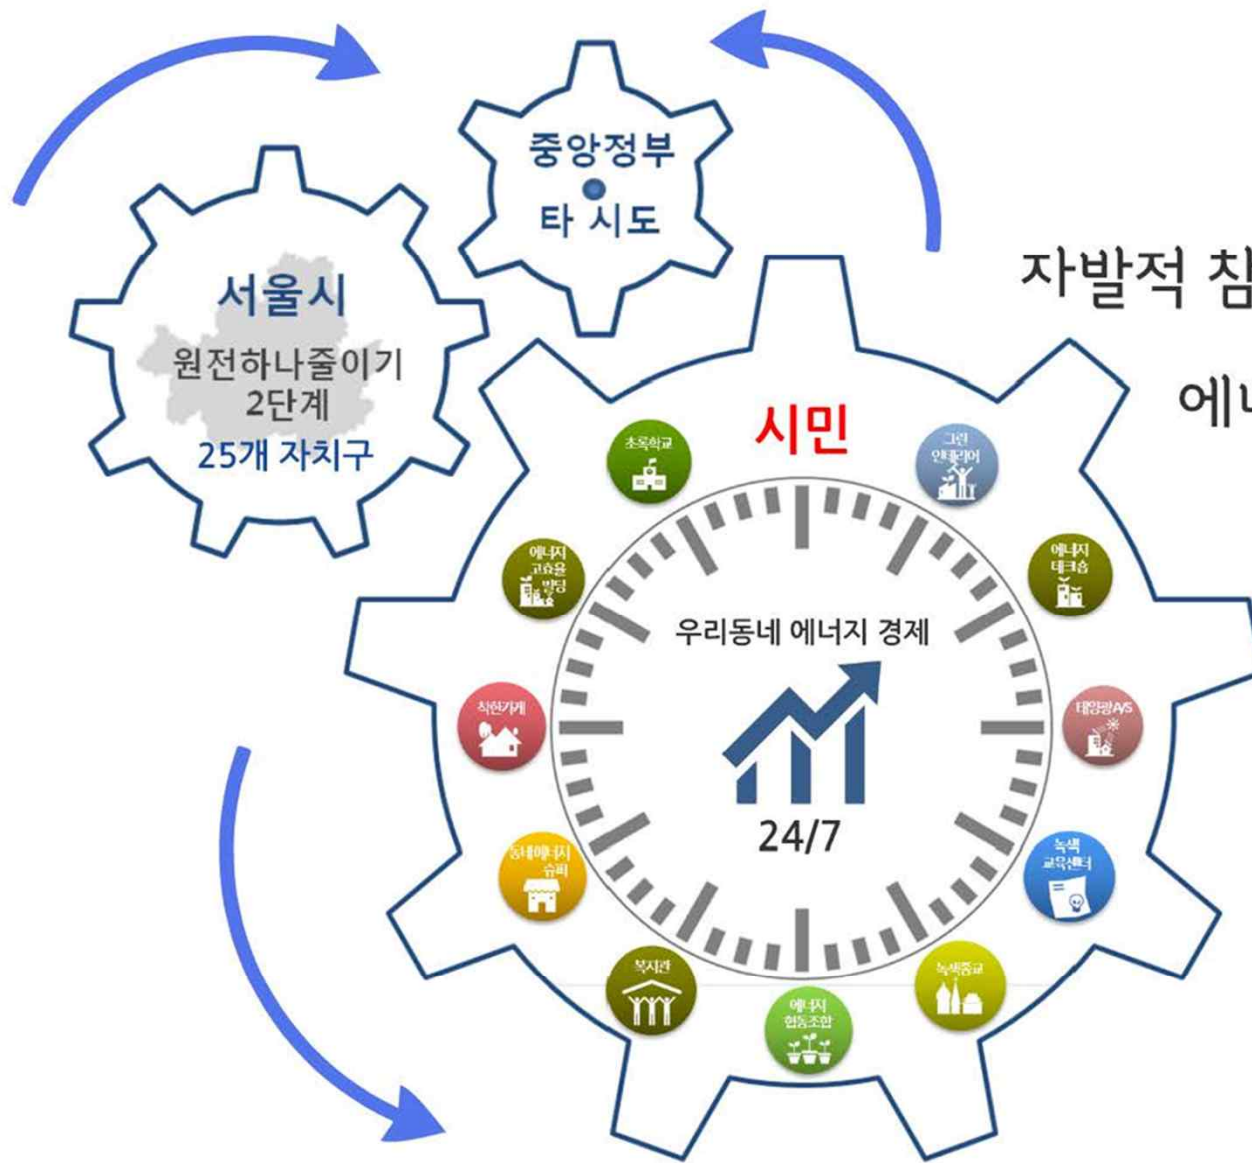 중앙정부
타 시도
서울시
원전하나줄이기
2단계
25개 자치구
자발적 참
에너
시민
초록학교
그린
인테리어
에너지
고효율
빌딩
에너지
테크숍
우리동네 에너지 경제
착한가게
태양광A/S
24/7
동네에너지
슈퍼
녹색
교육센터
복지관
녹색종교
에너지
협동조합